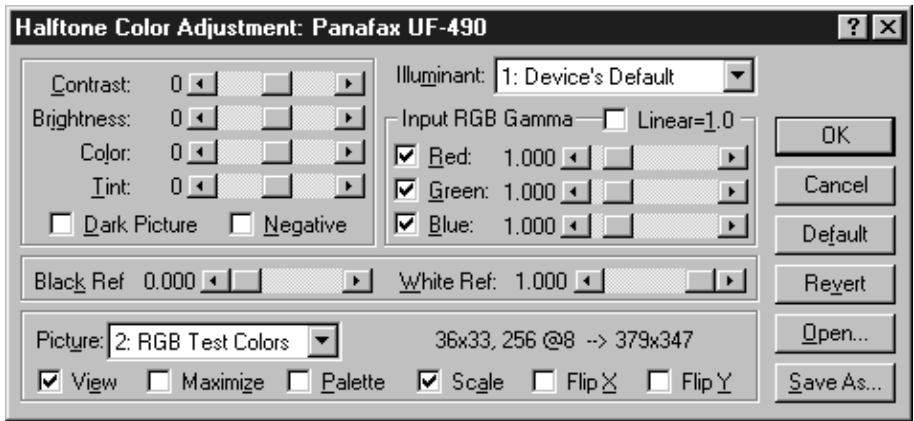 Halftone Color Adjustment: Panafax UF-490
Contrast: 0
Brightness: 0
Color: 0
Tint: 0
Dark Picture Negative
Illuminant: 1: Device's Default
Input RGB Gamma Linear=1.0
Red: 1.000
Green: 1.000
Blue: 1.000
Black Ref 0.000 White Ref: 1.000
Picture: 2: RGB Test Colors 36x33, 256 @8 --> 379x347
View Maximize Palette Scale Flip X Flip Y
OK
Cancel
Default
Revert
Open...
Save As...